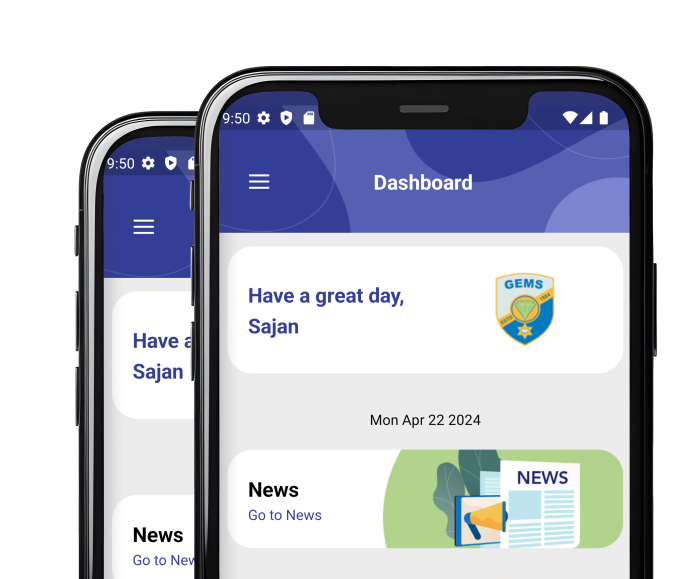 9:50
Dashboard
Have a great day,
Sajan
GEMS
Mon Apr 22 2024
News
Go to News
NEWS
9:50
Have a
Sajan
News
Go to New